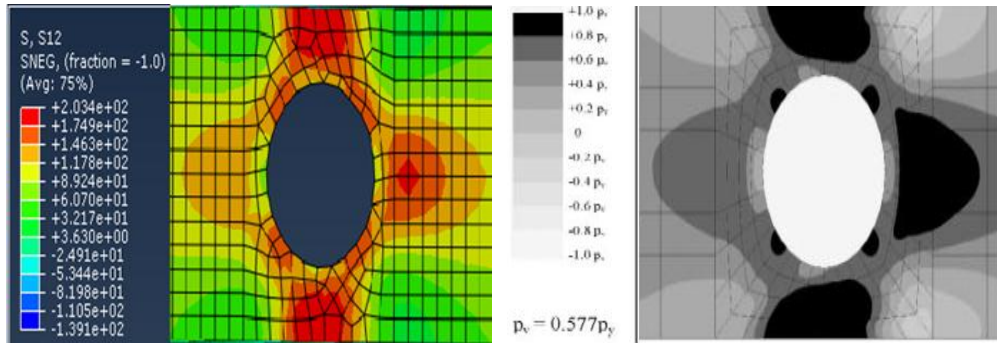 S, S12
SNEG, (fraction = -1.0)
(Avg: 75%)
+2.034e+02
+1.749e+02
+1.463e+02
+1.178e+02
+8.924e+01
+6.070e+01
+3.217e+01
+3.630e+00
-2.491e+01
-5.344e+01
-8.198e+01
-1.105e+02
-1.391e+02
+1.0 pᵥ
+0.8 pᵥ
+0.6 pᵥ
+0.4 pᵥ
+0.2 pᵥ
0
-0.2 pᵥ
-0.4 pᵥ
-0.6 pᵥ
-0.8 pᵥ
-1.0 pᵥ
pᵥ = 0.577pᵧ